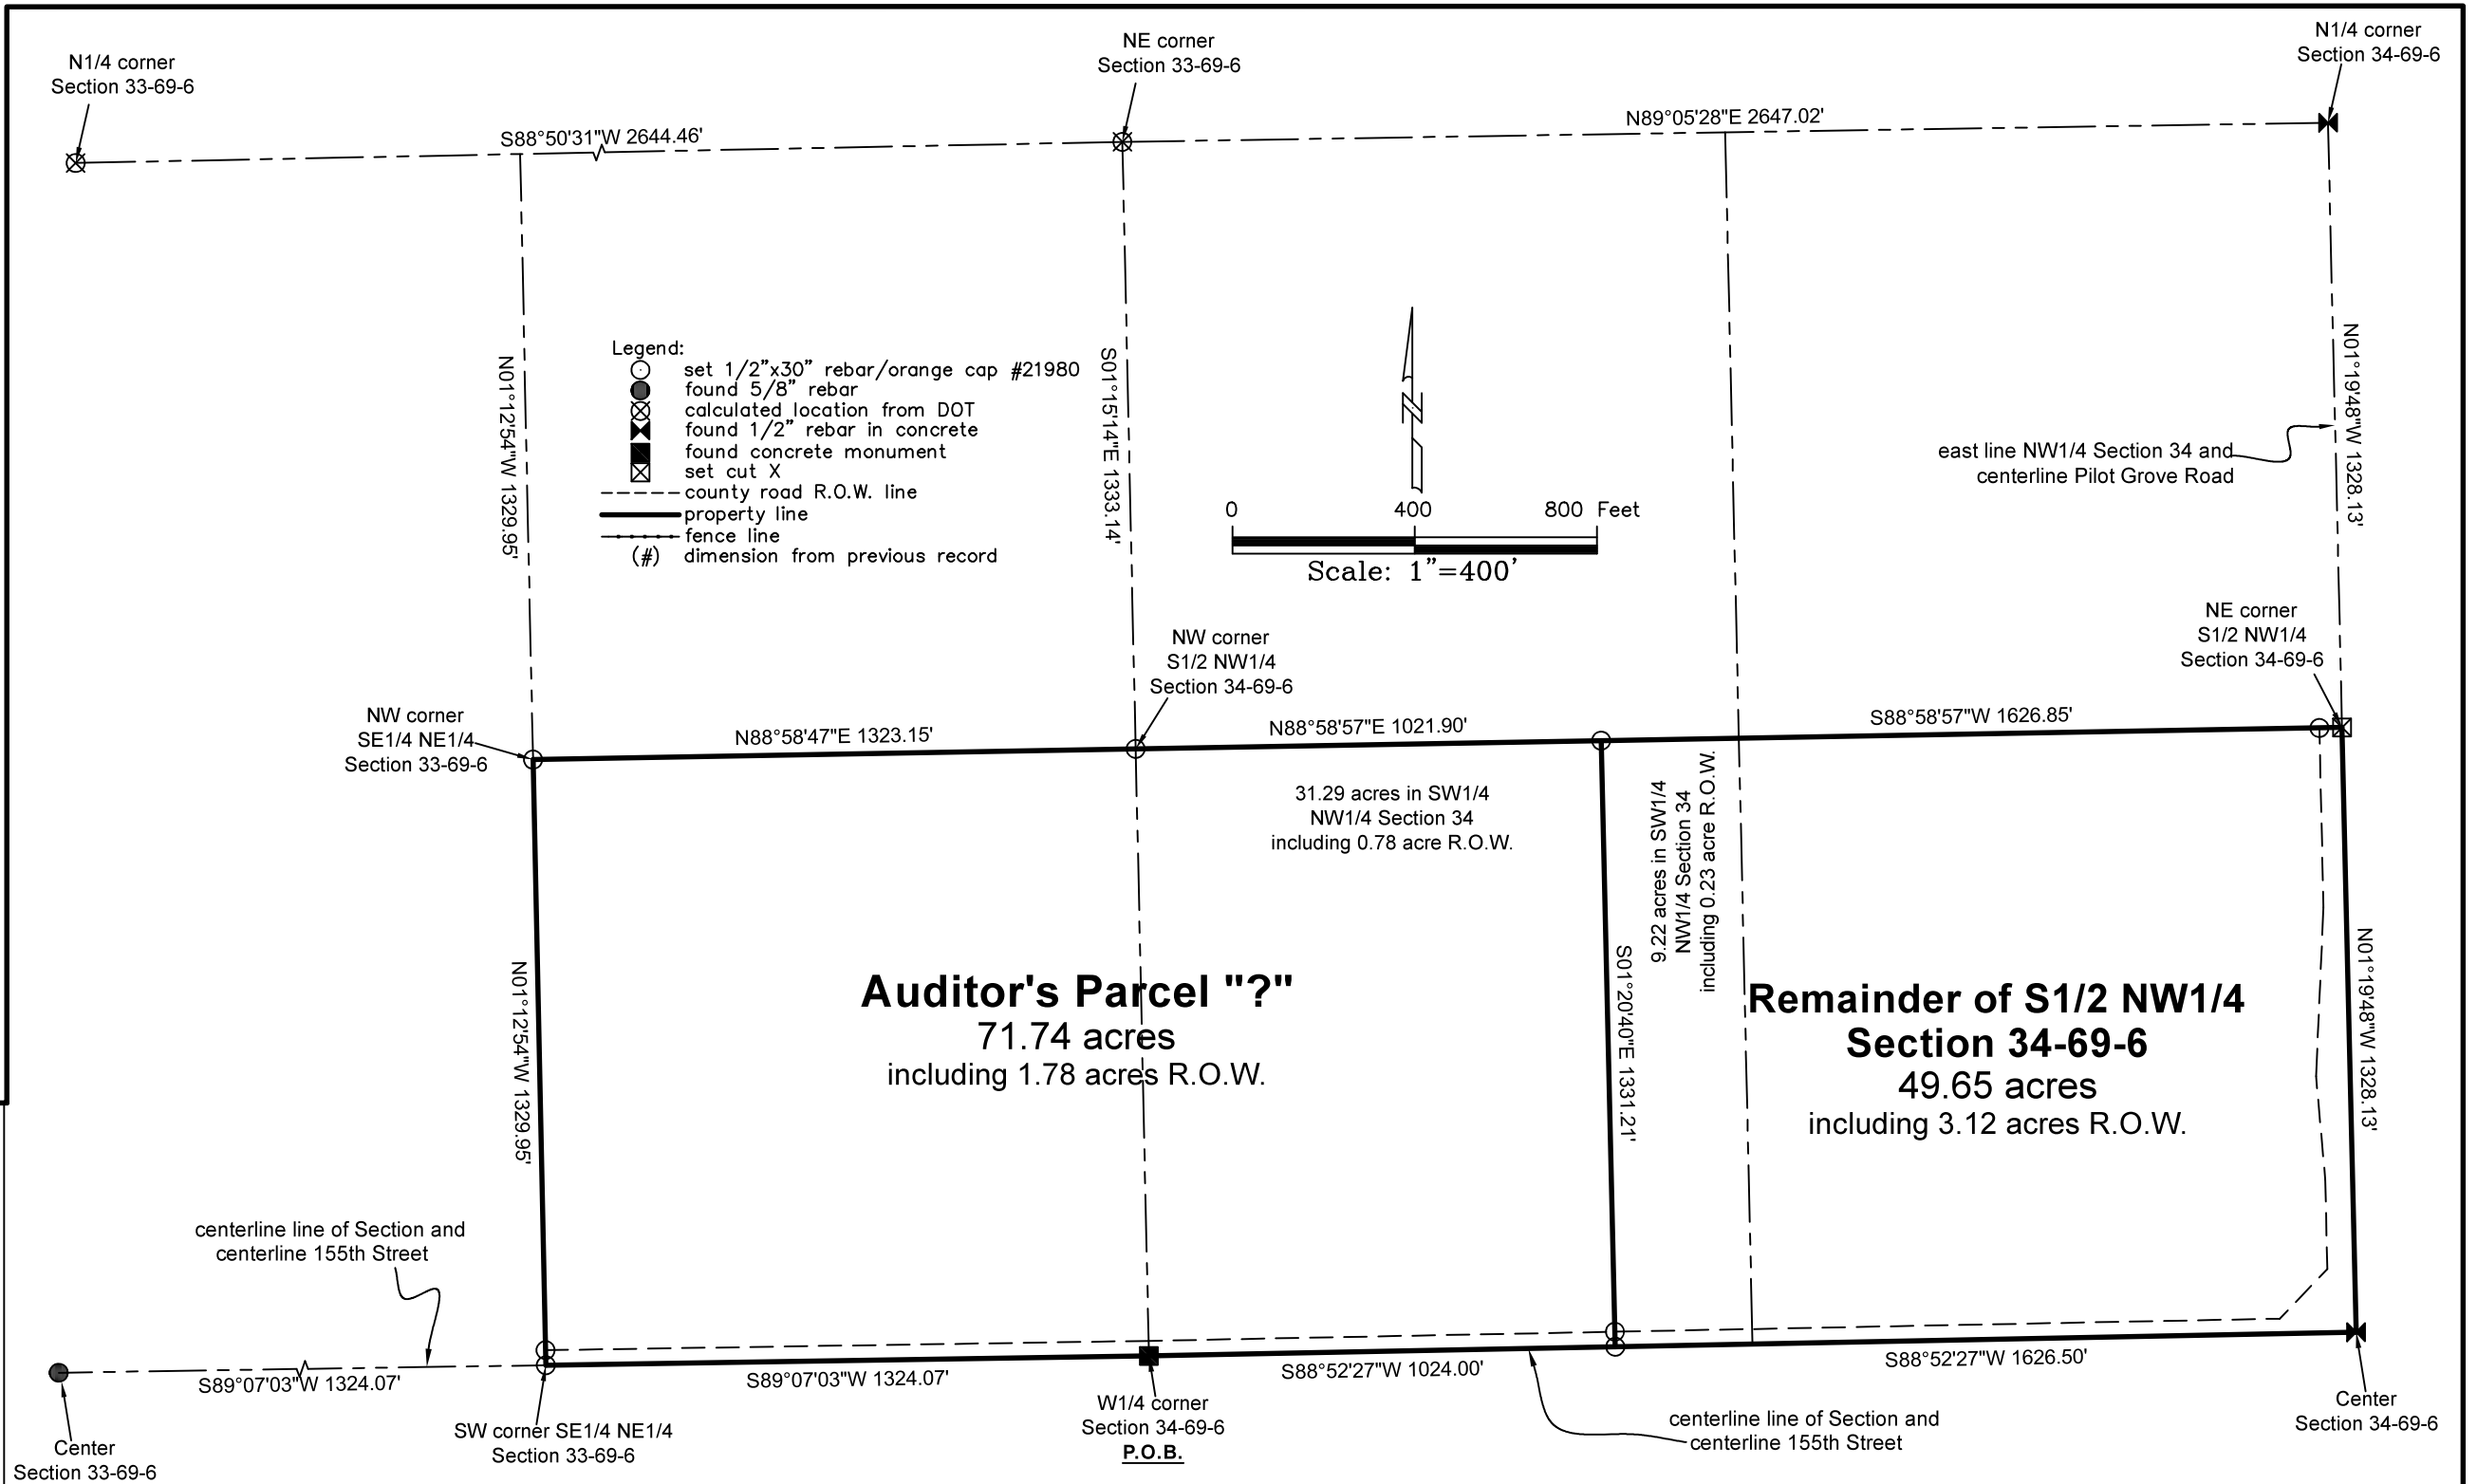 N1/4 corner
Section 33-69-6
NE corner
Section 33-69-6
N1/4 corner
Section 34-69-6
S88°50'31"W 2644.46'
N89°05'28"E 2647.02'
N01°12'54"W 1329.95'
S01°15'14"E 1333.14'
N01°19'48"W 1328.13'
Legend:
set 1/2"x30" rebar/orange cap #21980
found 5/8" rebar
calculated location from DOT
found 1/2" rebar in concrete
found concrete monument
set cut X
county road R.O.W. line
property line
fence line
(#) dimension from previous record
0 400 800 Feet
Scale: 1"=400'
east line NW1/4 Section 34 and
centerline Pilot Grove Road
NW corner
S1/2 NW1/4
Section 34-69-6
NE corner
S1/2 NW1/4
Section 34-69-6
NW corner
SE1/4 NE1/4
Section 33-69-6
N88°58'47"E 1323.15'
N88°58'57"E 1021.90'
S88°58'57"W 1626.85'
31.29 acres in SW1/4
NW1/4 Section 34
including 0.78 acre R.O.W.
9.22 acres in SW1/4
NW1/4 Section 34
including 0.23 acre R.O.W.
N01°12'54"W 1329.95'
Auditor's Parcel "?"
71.74 acres
including 1.78 acres R.O.W.
S01°20'40"E 1331.21'
Remainder of S1/2 NW1/4
Section 34-69-6
49.65 acres
including 3.12 acres R.O.W.
N01°19'48"W 1328.13'
centerline line of Section and
centerline 155th Street
S89°07'03"W 1324.07'
S89°07'03"W 1324.07'
S88°52'27"W 1024.00'
S88°52'27"W 1626.50'
Center
Section 33-69-6
SW corner SE1/4 NE1/4
Section 33-69-6
W1/4 corner
Section 34-69-6
P.O.B.
centerline line of Section and
centerline 155th Street
Center
Section 34-69-6